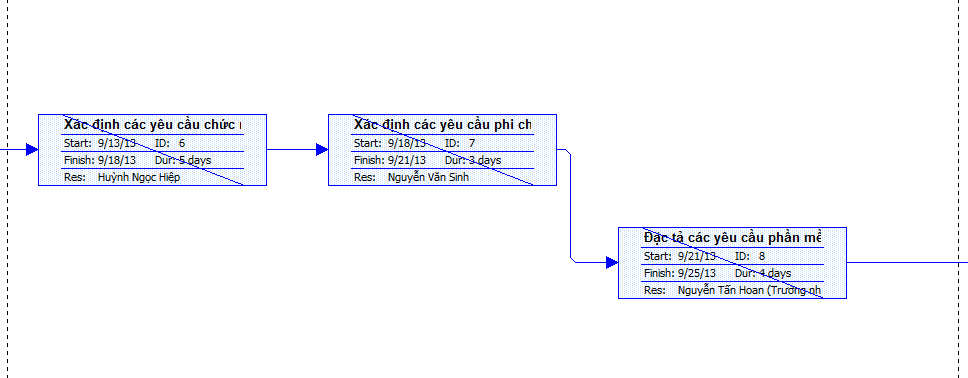 Xác định các yêu cầu chức
Start: 9/13/13 ID: 6
Finish: 9/18/13 Dur: 5 days
Res: Huỳnh Ngọc Hiệp
Xác định các yêu cầu phi ch
Start: 9/18/13 ID: 7
Finish: 9/21/13 Dur: 3 days
Res: Nguyễn Văn Sinh
Đặc tả các yêu cầu phần mề
Start: 9/21/13 ID: 8
Finish: 9/25/13 Dur: 4 days
Res: Nguyễn Tấn Hoan (Trưởng nh